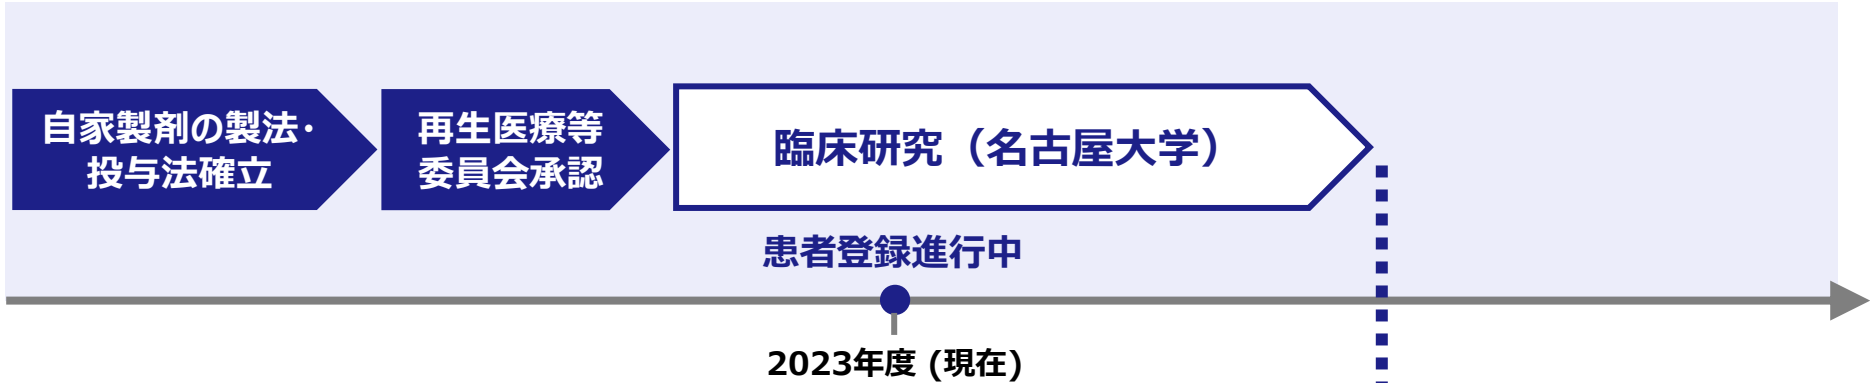 自家製剤の製法・
投与法確立
再生医療等
委員会承認
臨床研究（名古屋大学）
患者登録進行中
2023年度 (現在)